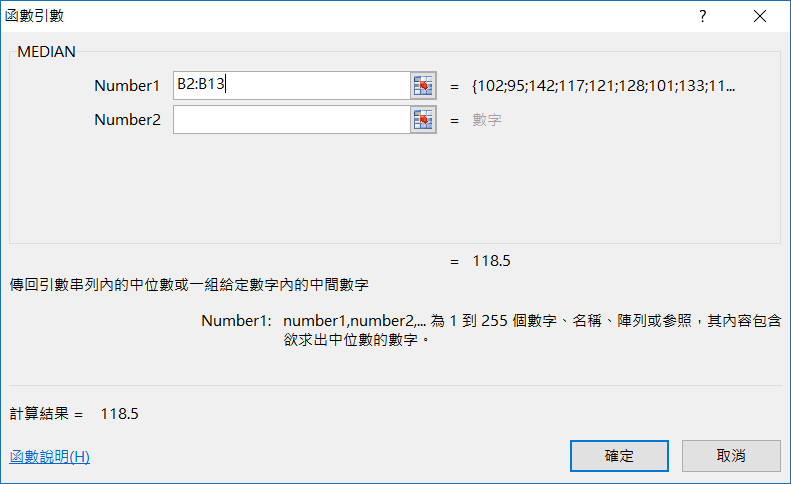 函數引數
?
MEDIAN
Number1 B2:B13 = {102;95;142;117;121;128;101;133;11...
Number2 = 數字
= 118.5
傳回引數串列內的中位數或一組給定數字內的中間數字
Number1: number1,number2,... 為 1 到 255 個數字、名稱、陣列或參照，其內容包含
欲求出中位數的數字。
計算結果 = 118.5
函數說明(H)
確定 取消